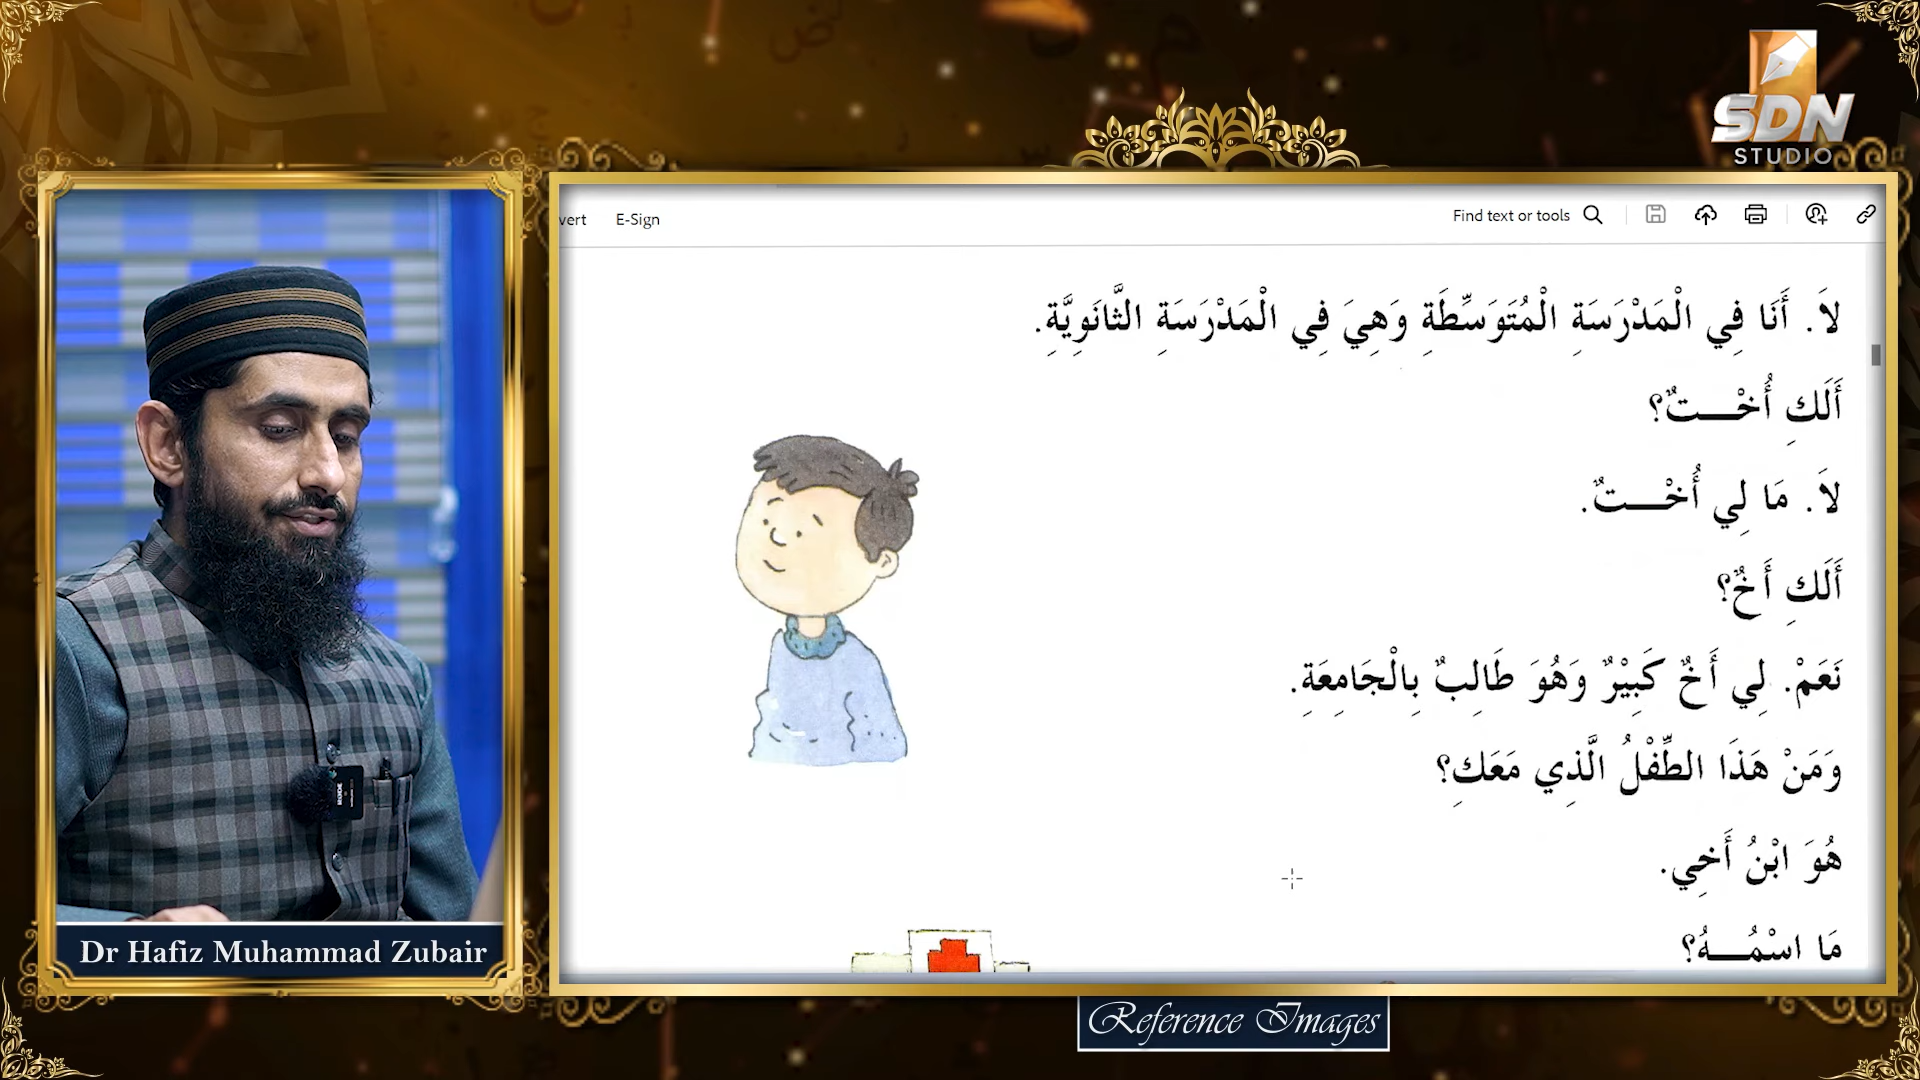 SDN
STUDIO
vert E-Sign Find text or tools
لاَ. أَنَا فِي الْمَدْرَسَةِ الْمُتَوَسِّطَةِ وَهِيَ فِي الْمَدْرَسَةِ الثَّانَوِيَّةِ.
أَلَكِ أُخْـــتٌ؟
لاَ. مَا لِي أُخْـــتٌ.
أَلَكِ أَخٌ؟
نَعَمْ. لِي أَخٌ كَبِيْرٌ وَهُوَ طَالِبٌ بِالْجَامِعَةِ.
وَمَنْ هَذَا الطِّفْلُ الَّذِي مَعَكِ؟
هُوَ ابْنُ أَخِي.
مَا اسْمُـــهُ؟
Dr Hafiz Muhammad Zubair
Reference Images